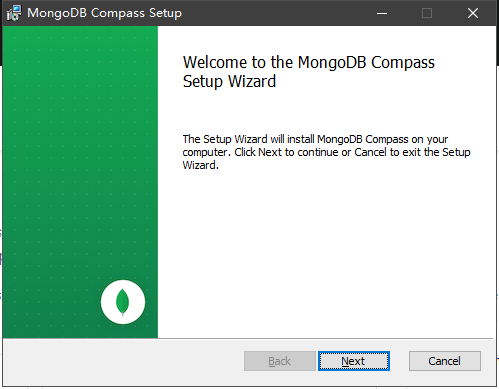 MongoDB Compass Setup
Welcome to the MongoDB Compass
Setup Wizard
The Setup Wizard will install MongoDB Compass on your
computer. Click Next to continue or Cancel to exit the Setup
Wizard.
Back
Next
Cancel